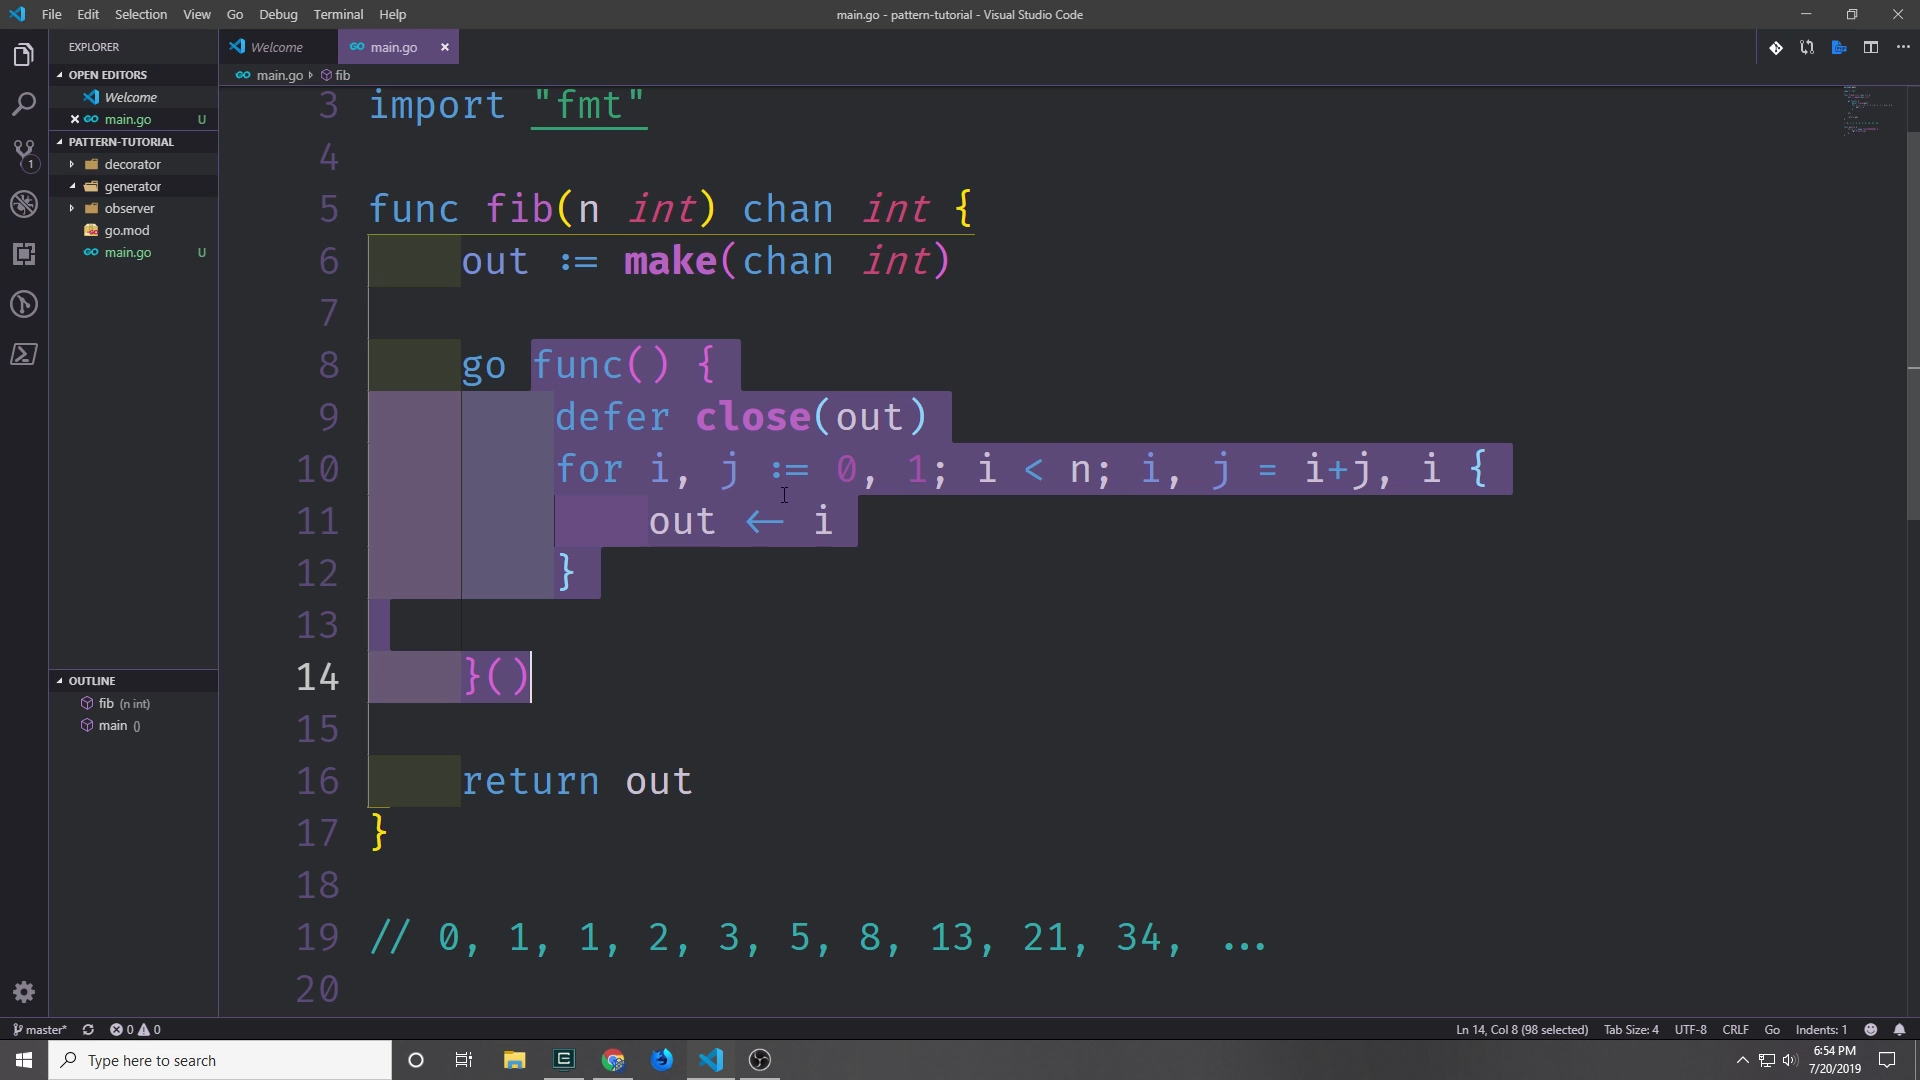 File Edit Selection View Go Debug Terminal Help
main.go - pattern-tutorial - Visual Studio Code
EXPLORER
Welcome
main.go
OPEN EDITORS
Welcome
main.go U
PATTERN-TUTORIAL
decorator
generator
observer
go.mod
main.go U
OUTLINE
fib (n int)
main ()
1
main.go fib
3 import "fmt"
4
5 func fib(n int) chan int {
6 out := make(chan int)
7
8 go func() {
9 defer close(out)
10 for i, j := 0, 1; i < n; i, j = i+j, i {
11 out <- i
12 }
13
14 }()
15
16 return out
17 }
18
19 // 0, 1, 1, 2, 3, 5, 8, 13, 21, 34, ...
20
master* 0 0
Ln 14, Col 8 (98 selected) Tab Size: 4 UTF-8 CRLF Go Indents: 1
Type here to search
6:54 PM
7/20/2019